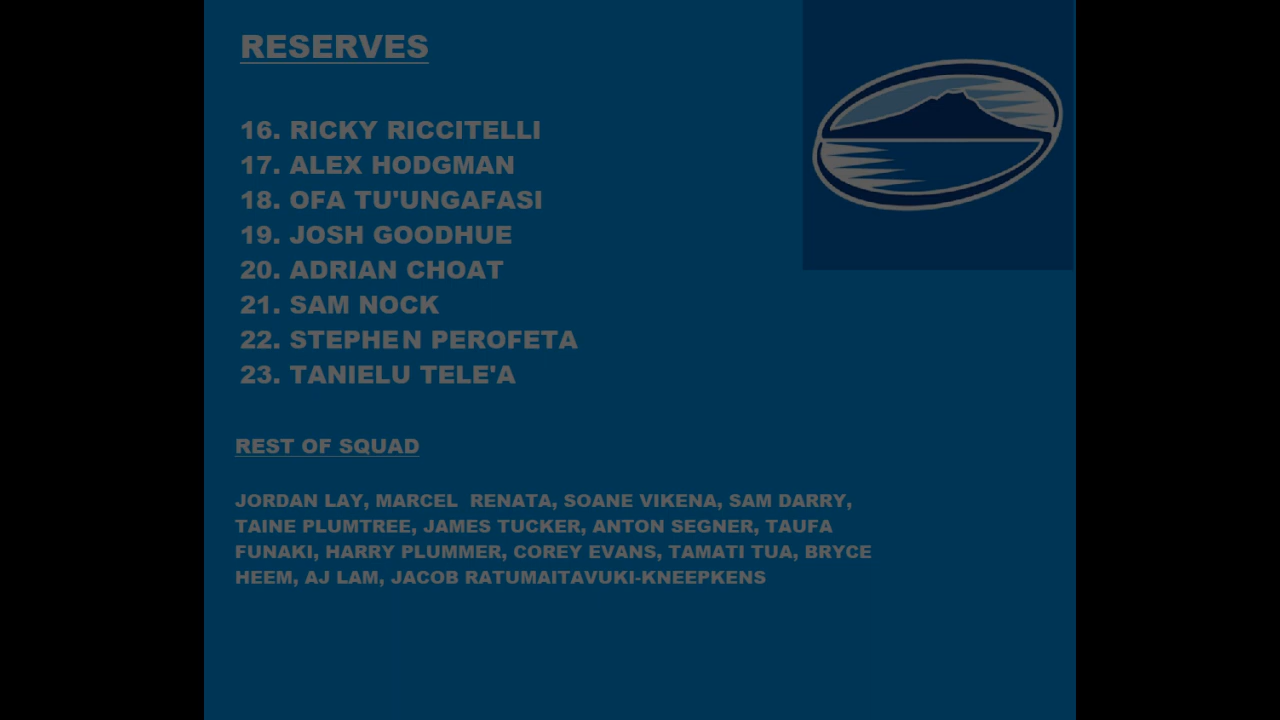 RESERVES
16. RICKY RICCITELLI
17. ALEX HODGMAN
18. OFA TU'UNGAFASI
19. JOSH GOODHUE
20. ADRIAN CHOAT
21. SAM NOCK
22. STEPHEN PEROFETA
23. TANIELU TELE'A
REST OF SQUAD
JORDAN LAY, MARCEL  RENATA, SOANE VIKENA, SAM DARRY,
TAINE PLUMTREE, JAMES TUCKER, ANTON SEGNER, TAUFA
FUNAKI, HARRY PLUMMER, COREY EVANS, TAMATI TUA, BRYCE
HEEM, AJ LAM, JACOB RATUMAITAVUKI-KNEEPKENS